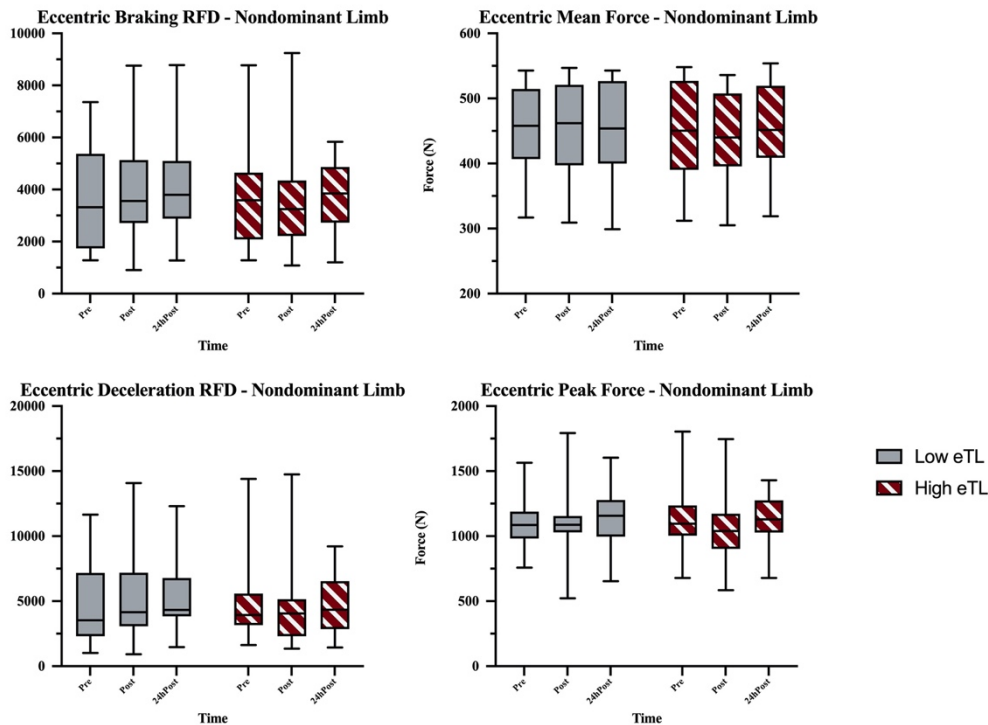 Eccentric Braking RFD - Nondominant Limb
10000
8000
6000
4000
2000
0
Pre
Post
24hPost
Pre
Post
24hPost
Time
Eccentric Mean Force - Nondominant Limb
Force (N)
600
500
400
300
200
Pre
Post
24hPost
Pre
Post
24hPost
Time
Eccentric Deceleration RFD - Nondominant Limb
20000
15000
10000
5000
0
Pre
Post
24hPost
Pre
Post
24hPost
Time
Eccentric Peak Force - Nondominant Limb
Force (N)
2000
1500
1000
500
0
Pre
Post
24hPost
Pre
Post
24hPost
Time
Low eTL
High eTL